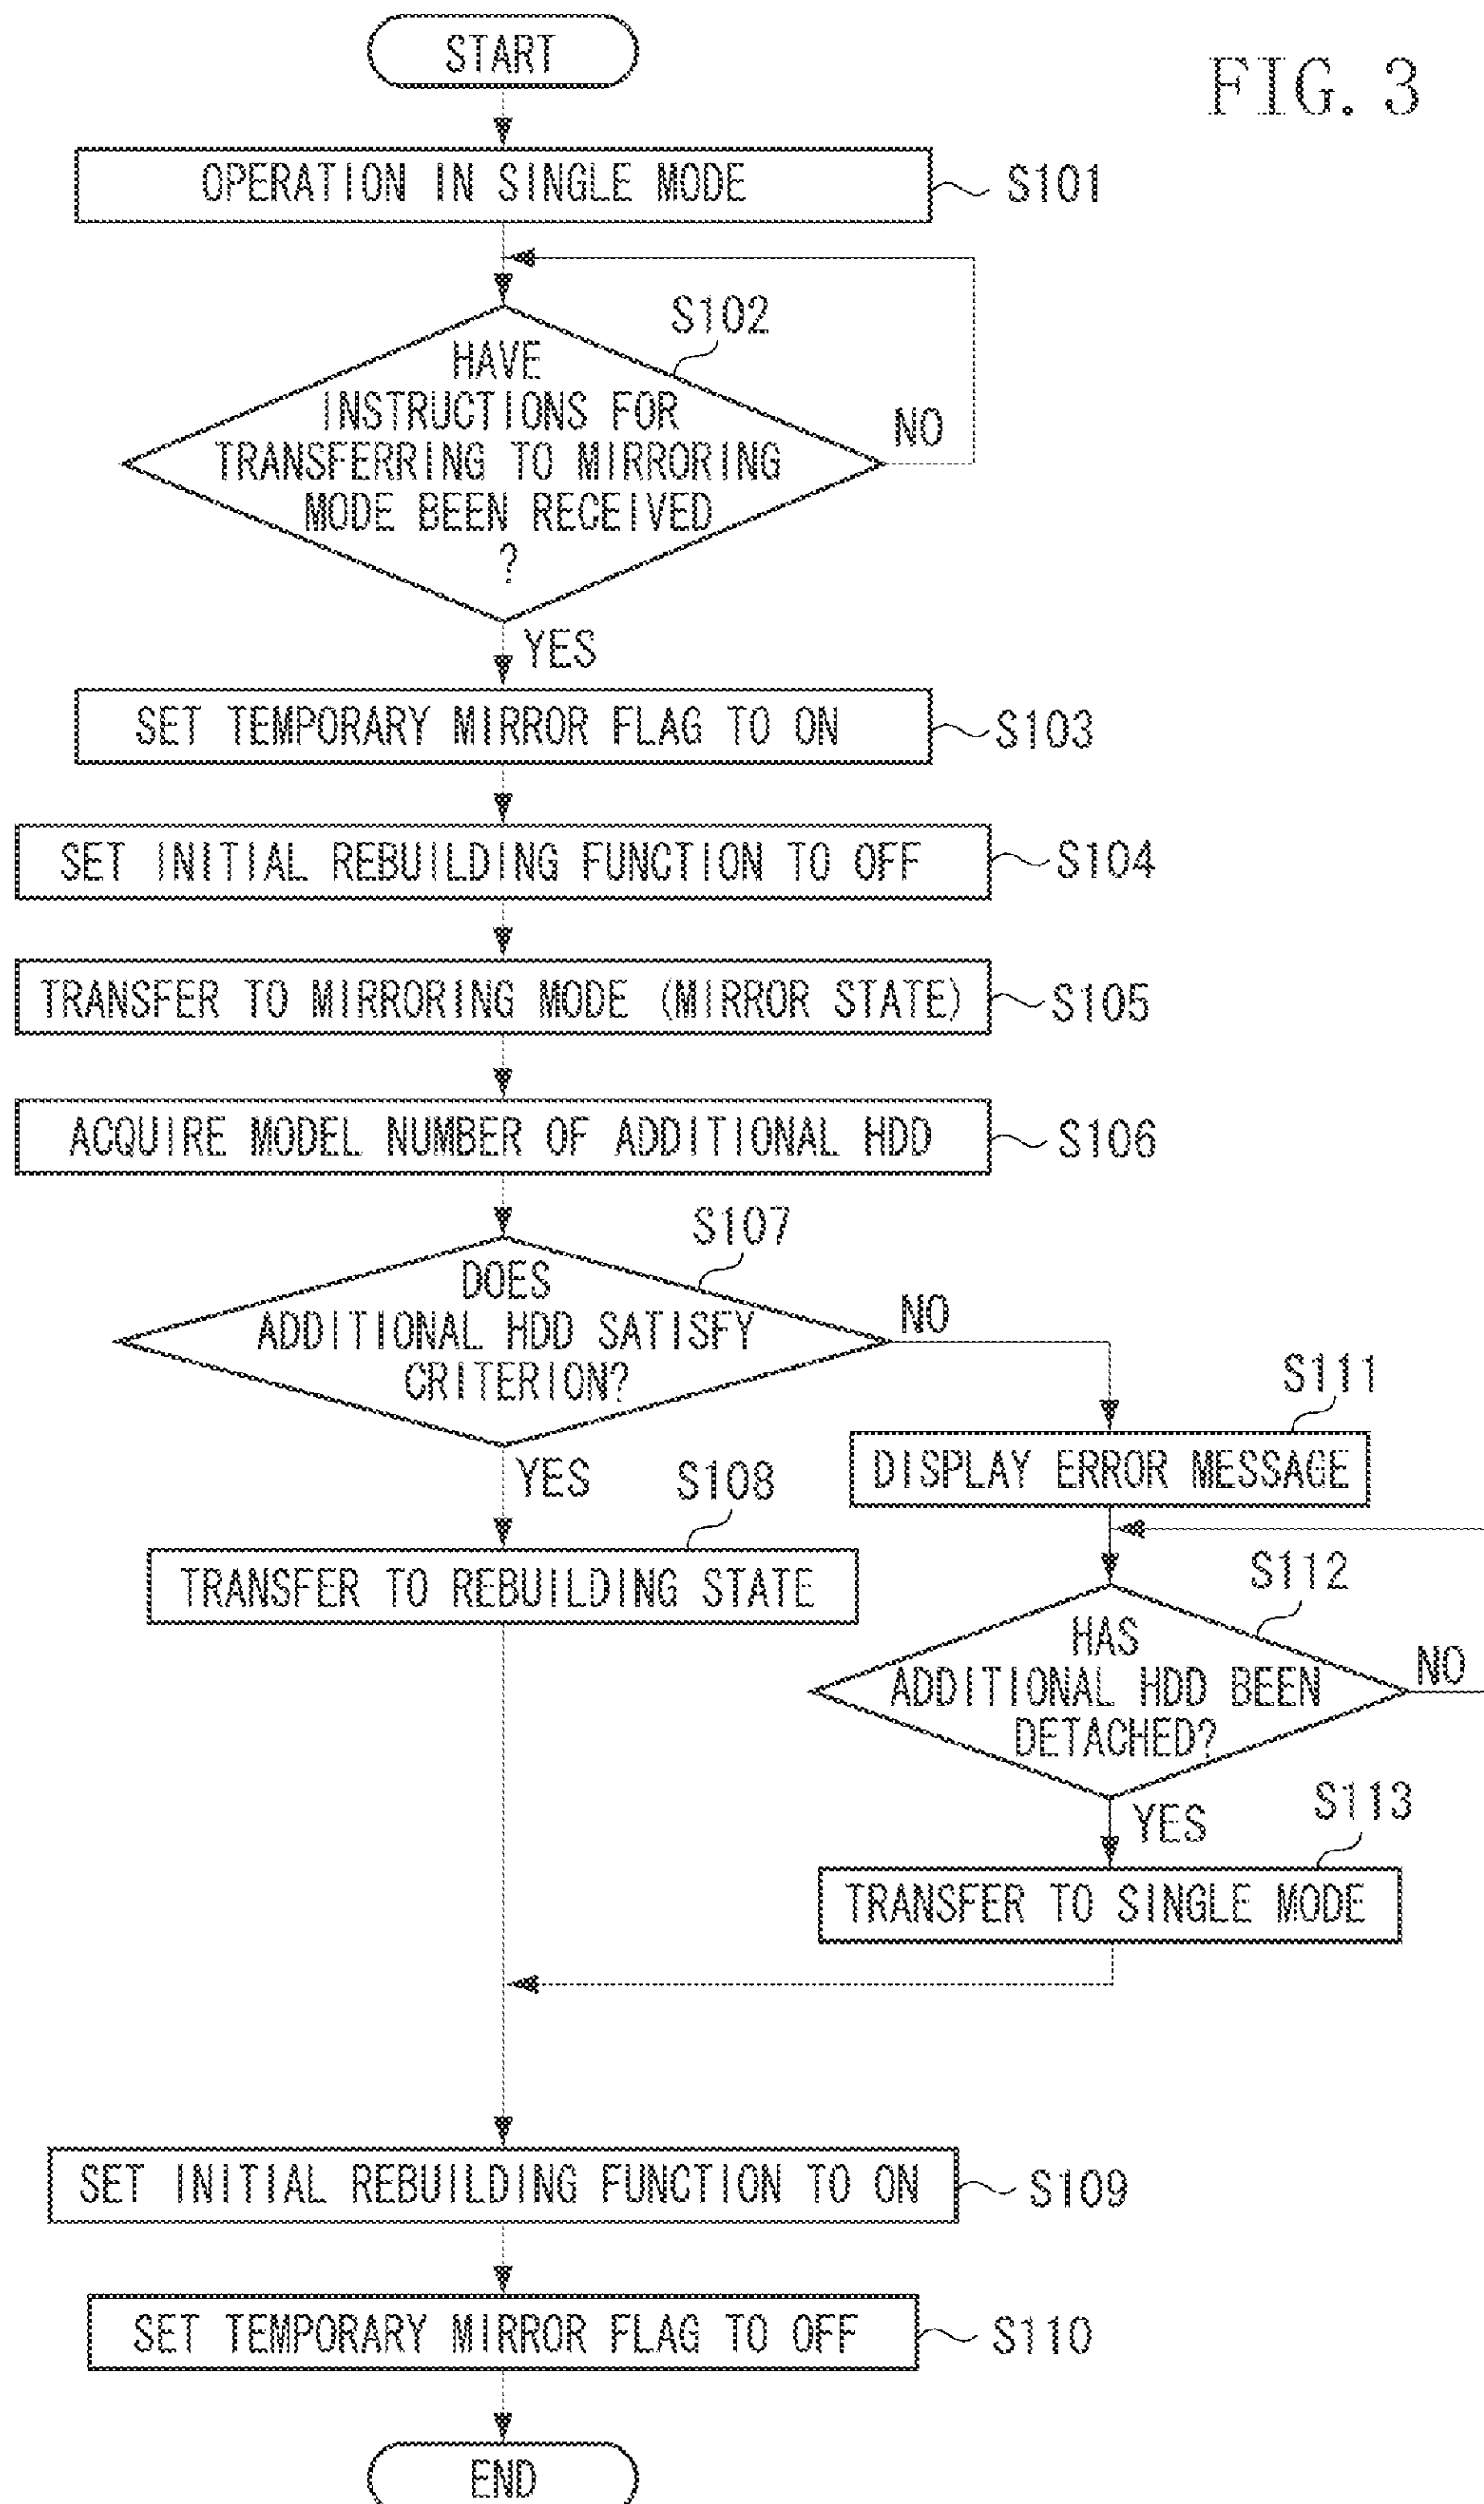 FIG. 3
START
OPERATION IN SINGLE MODE
S101
S102
HAVE
INSTRUCTIONS FOR
TRANSFERRING TO MIRRORING
MODE BEEN RECEIVED
?
NO
YES
SET TEMPORARY MIRROR FLAG TO ON
S103
SET INITIAL REBUILDING FUNCTION TO OFF
S104
TRANSFER TO MIRRORING MODE (MIRROR STATE)
S105
ACQUIRE MODEL NUMBER OF ADDITIONAL HDD
S106
S107
DOES
ADDITIONAL HDD SATISFY
CRITERION?
NO
YES
S108
TRANSFER TO REBUILDING STATE
S111
DISPLAY ERROR MESSAGE
S112
HAS
ADDITIONAL HDD BEEN
DETACHED?
NO
YES
S113
TRANSFER TO SINGLE MODE
SET INITIAL REBUILDING FUNCTION TO ON
S109
SET TEMPORARY MIRROR FLAG TO OFF
S110
END